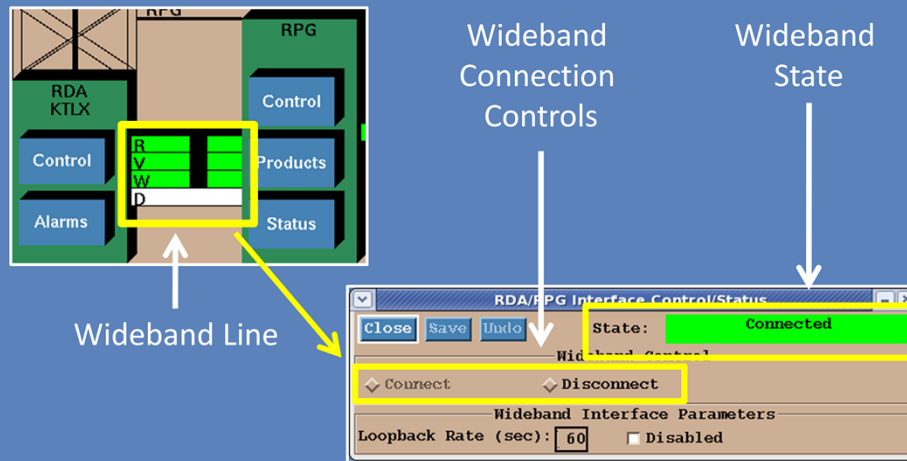 RPG
RDA
KTLX
Control
Alarms
R
V
W
D
RPG
Control
Products
Status
Wideband
Connection
Controls
Wideband
State
Wideband Line
RDA/RPG Interface Control/Status
Close Save Undo State: Connected
Wideband Control
Connect Disconnect
Wideband Interface Parameters
Loopback Rate (sec): 60 Disabled